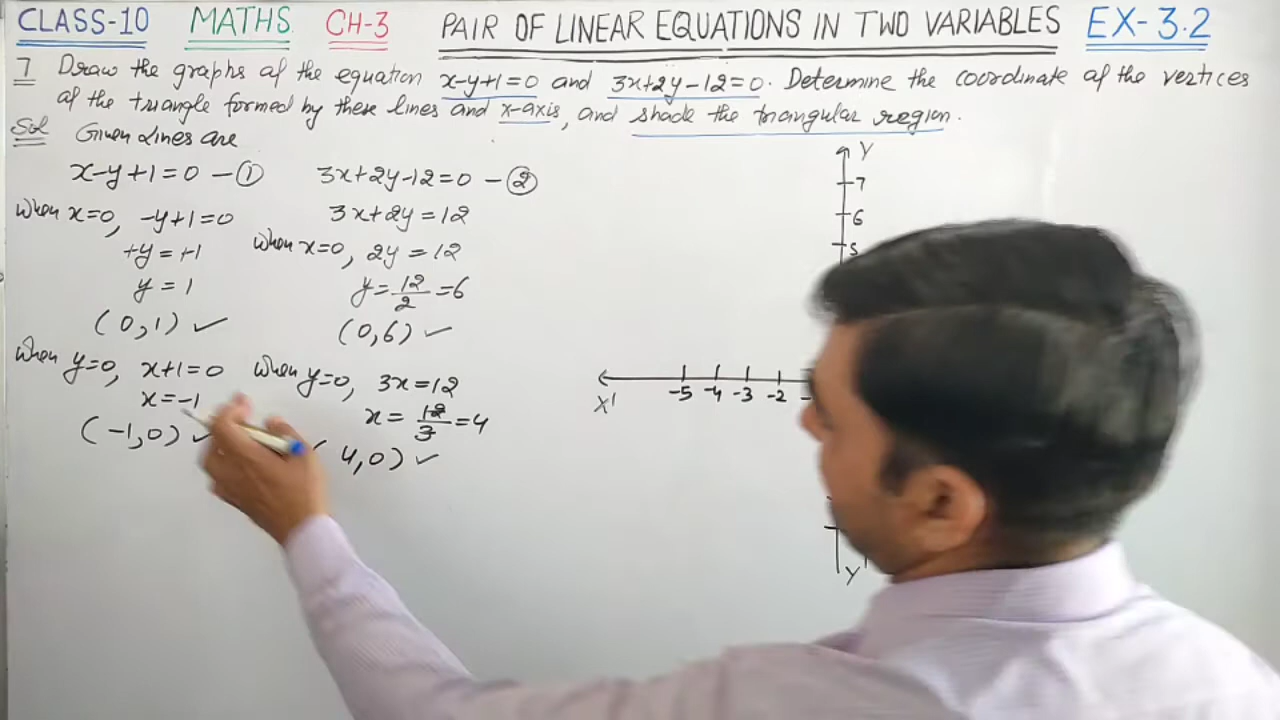 CLASS-10 MATHS CH-3 PAIR OF LINEAR EQUATIONS IN TWO VARIABLES EX-3.2
7 Draw the graphs of the equation x-y+1=0 and 3x+2y-12=0. Determine the coordinate of the vertices
of the triangle formed by these lines and x-axis, and shade the triangular region.
Sol Given Lines are
x-y+1=0 -① 3x+2y-12=0 -②
When x=0, -y+1=0
+y=+1
y=1
(0,1) ✓
When y=0, x+1=0
x=-1
(-1,0) ✓
3x+2y=12
When x=0, 2y=12
y=12/2=6
(0,6) ✓
When y=0, 3x=12
x=12/3=4
( 4,0) ✓
Y
7
6
5
X' -5 -4 -3 -2
Y'